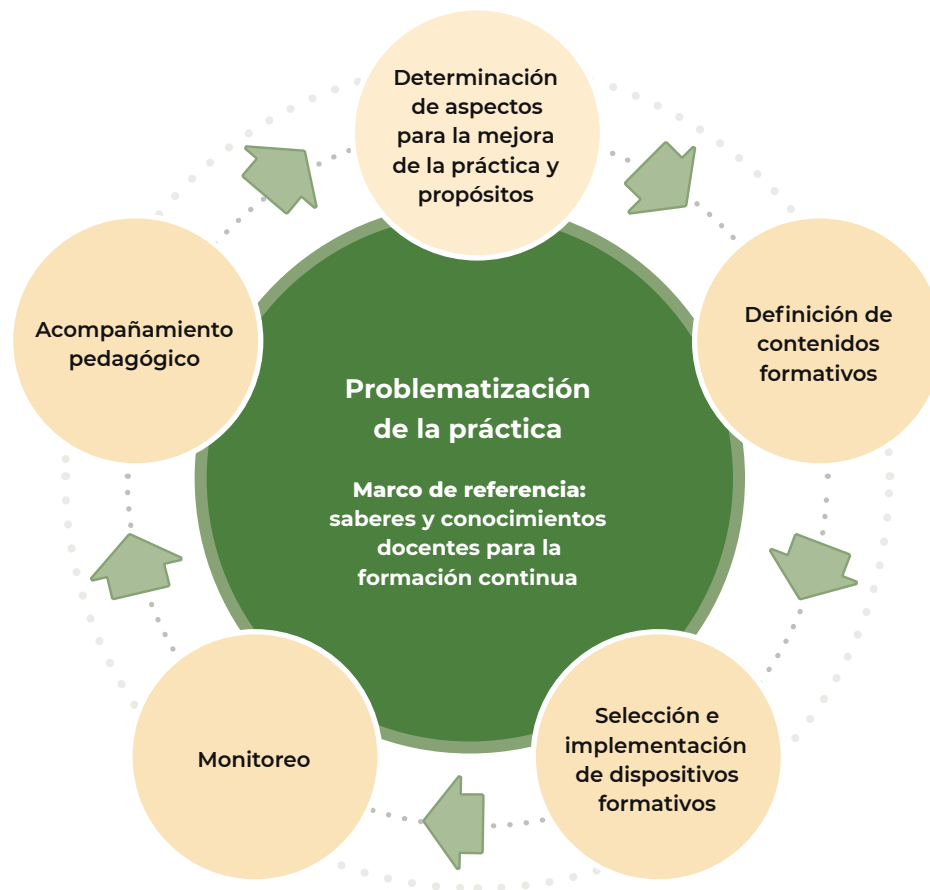 Determinación
de aspectos
para la mejora
de la práctica y
propósitos
Definición de
contenidos
formativos
Selección e
implementación
de dispositivos
formativos
Monitoreo
Acompañamiento
pedagógico
Problematización
de la práctica
Marco de referencia:
saberes y conocimientos
docentes para la
formación continua